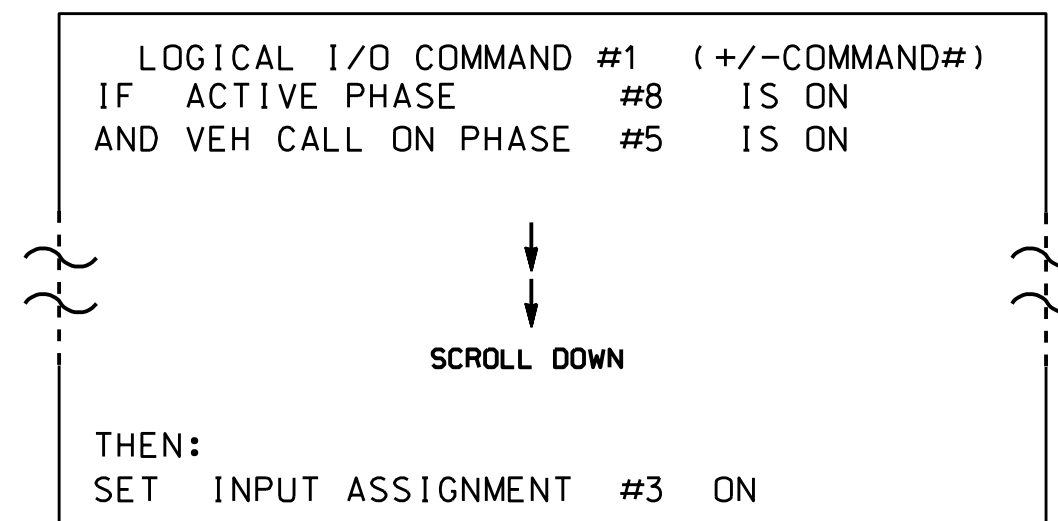 LOGICAL I/O COMMAND #1 (+/-COMMAND#)
IF ACTIVE PHASE #8 IS ON
AND VEH CALL ON PHASE #5 IS ON
SCROLL DOWN
THEN:
SET INPUT ASSIGNMENT #3 ON